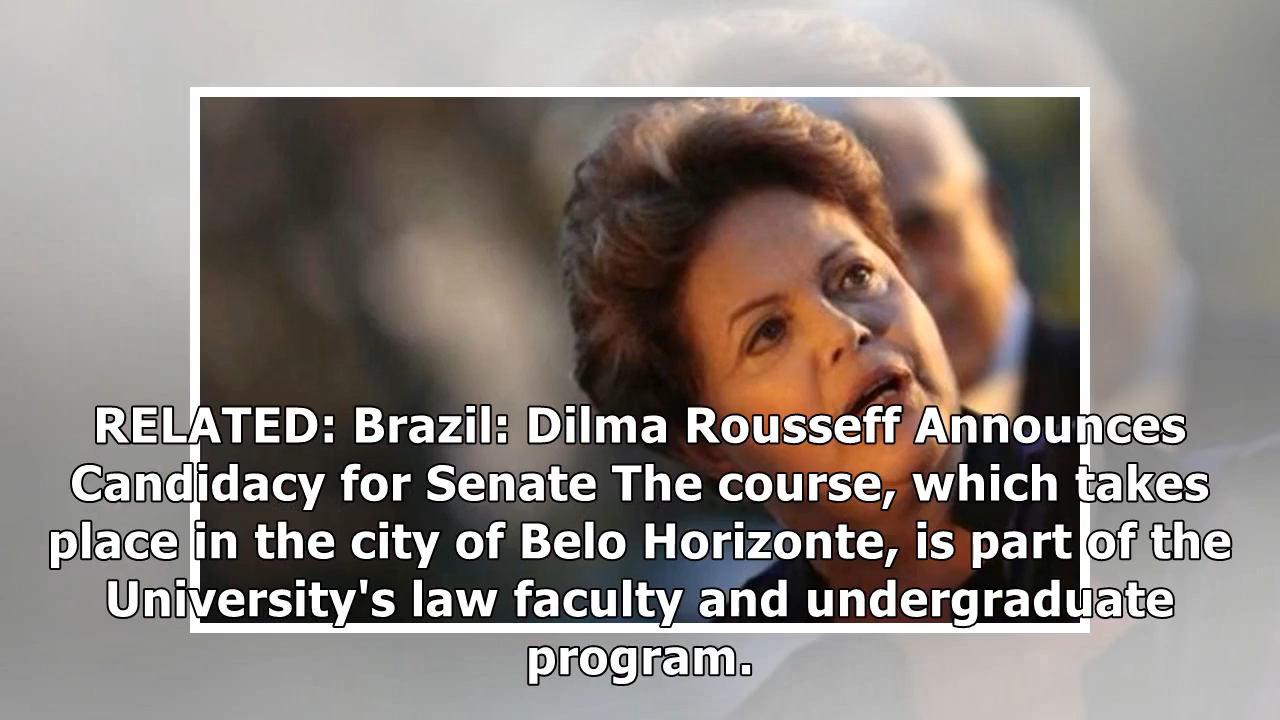 RELATED: Brazil: Dilma Rousseff Announces
Candidacy for Senate The course, which takes
place in the city of Belo Horizonte, is part of the
University's law faculty and undergraduate
program.